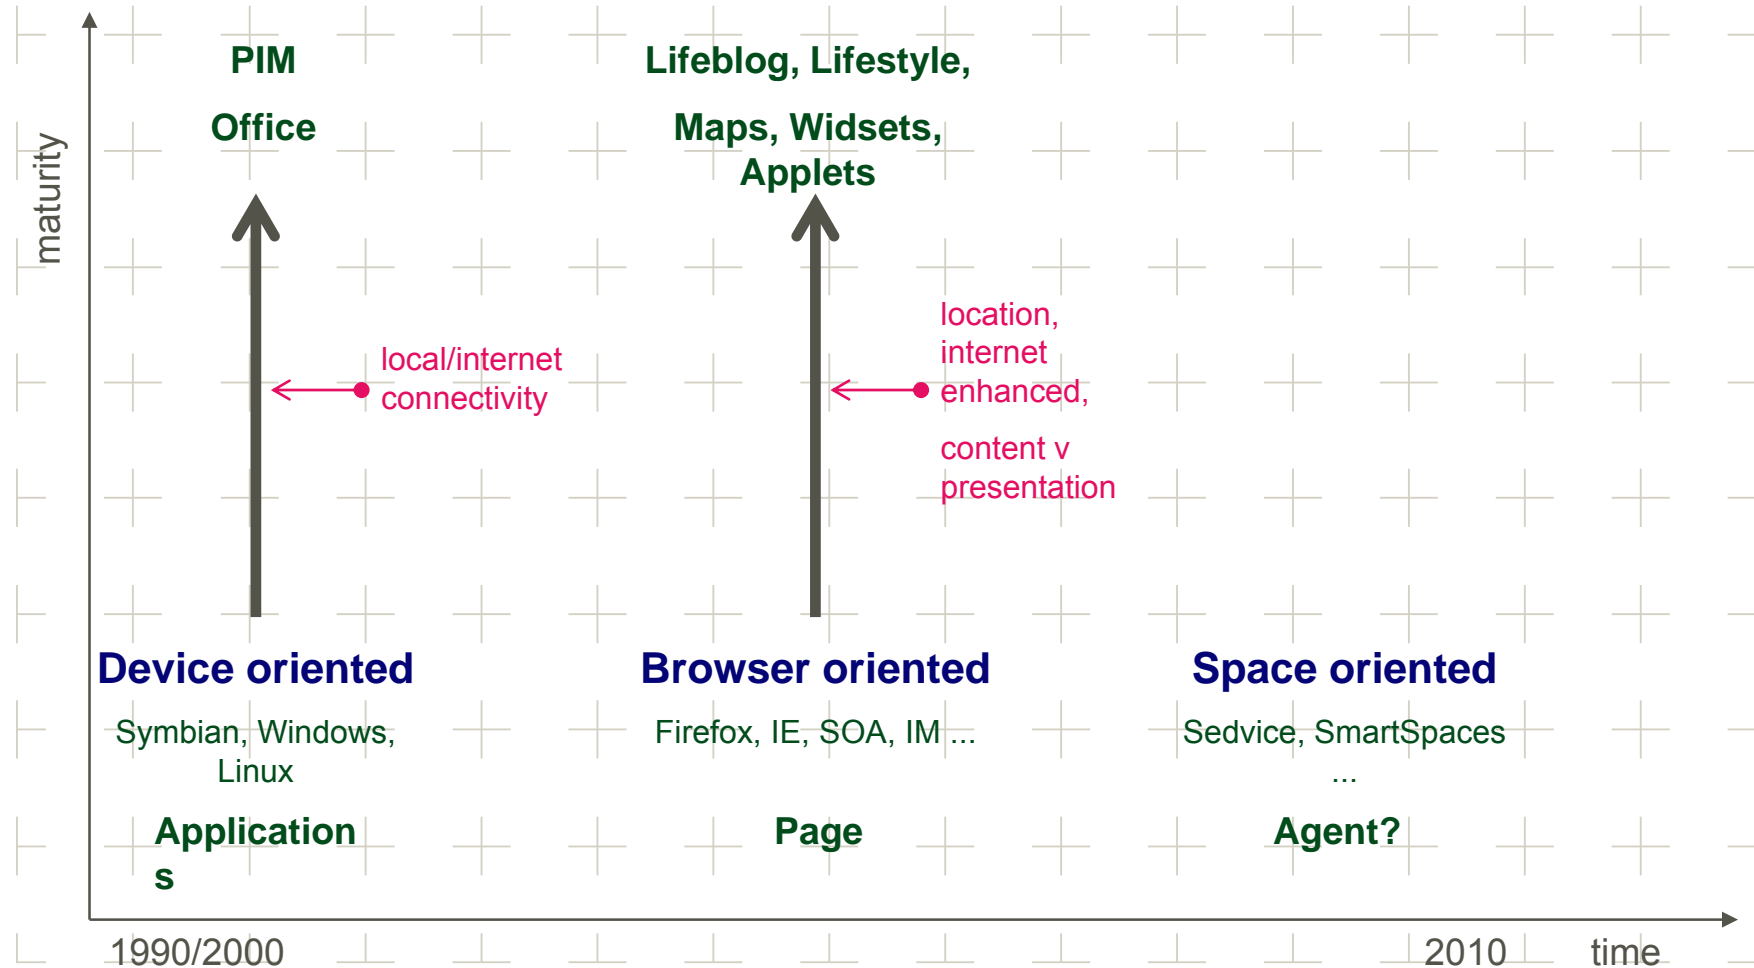 maturity
PIM
Office
local/internet
connectivity
Device oriented
Symbian, Windows,
Linux
Application
s
Lifeblog, Lifestyle,
Maps, Widsets,
Applets
location,
internet
enhanced,
content v
presentation
Browser oriented
Firefox, IE, SOA, IM ...
Page
Space oriented
Sedvice, SmartSpaces
...
Agent?
1990/2000
2010
time